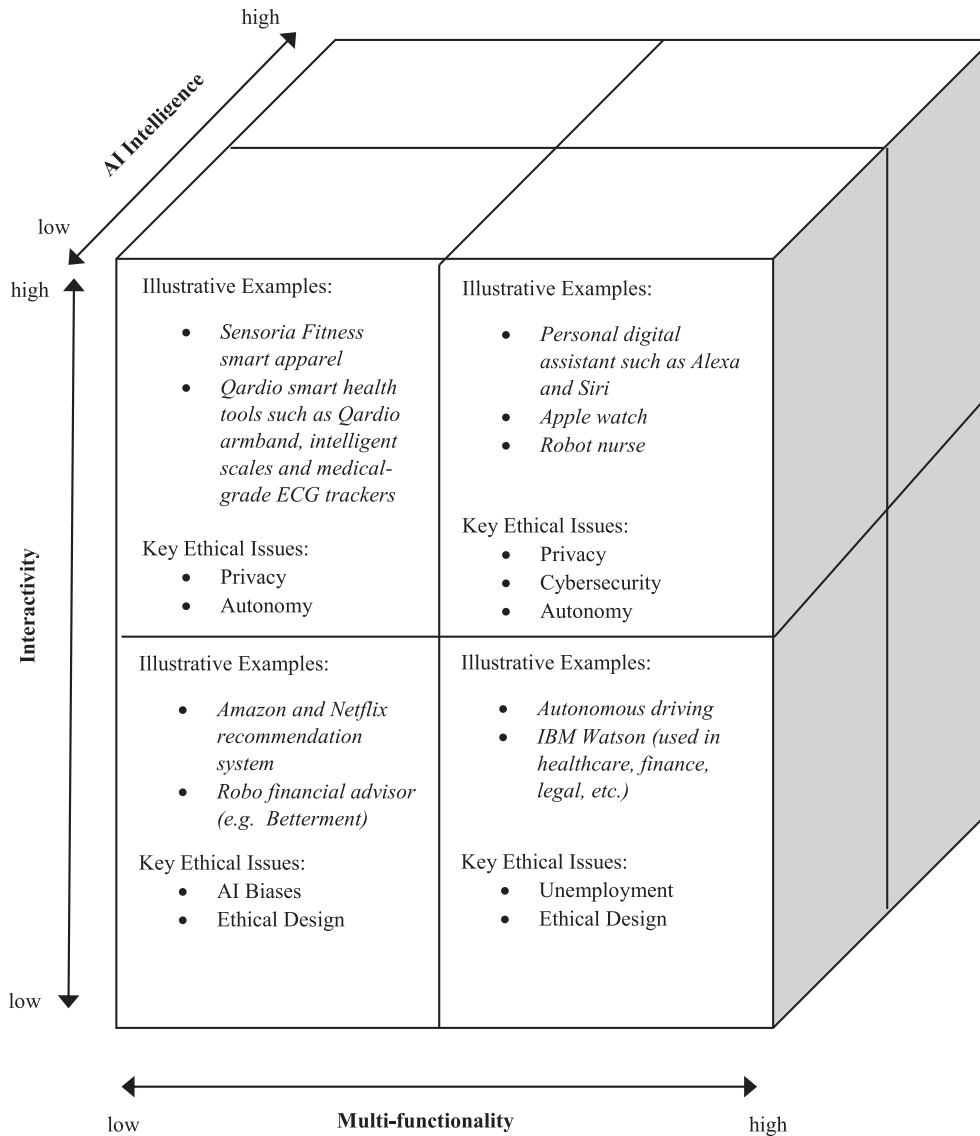 high
AI Intelligence
low
high
Illustrative Examples:
• Sensoria Fitness
smart apparel
• Qardio smart health
tools such as Qardio
armband, intelligent
scales and medical-
grade ECG trackers
Key Ethical Issues:
• Privacy
• Autonomy
Illustrative Examples:
• Personal digital
assistant such as Alexa
and Siri
• Apple watch
• Robot nurse
Key Ethical Issues:
• Privacy
• Cybersecurity
• Autonomy
Interactivity
Illustrative Examples:
• Amazon and Netflix
recommendation
system
• Robo financial advisor
(e.g. Betterment)
Key Ethical Issues:
• AI Biases
• Ethical Design
Illustrative Examples:
• Autonomous driving
• IBM Watson (used in
healthcare, finance,
legal, etc.)
Key Ethical Issues:
• Unemployment
• Ethical Design
low
low
Multi-functionality
high